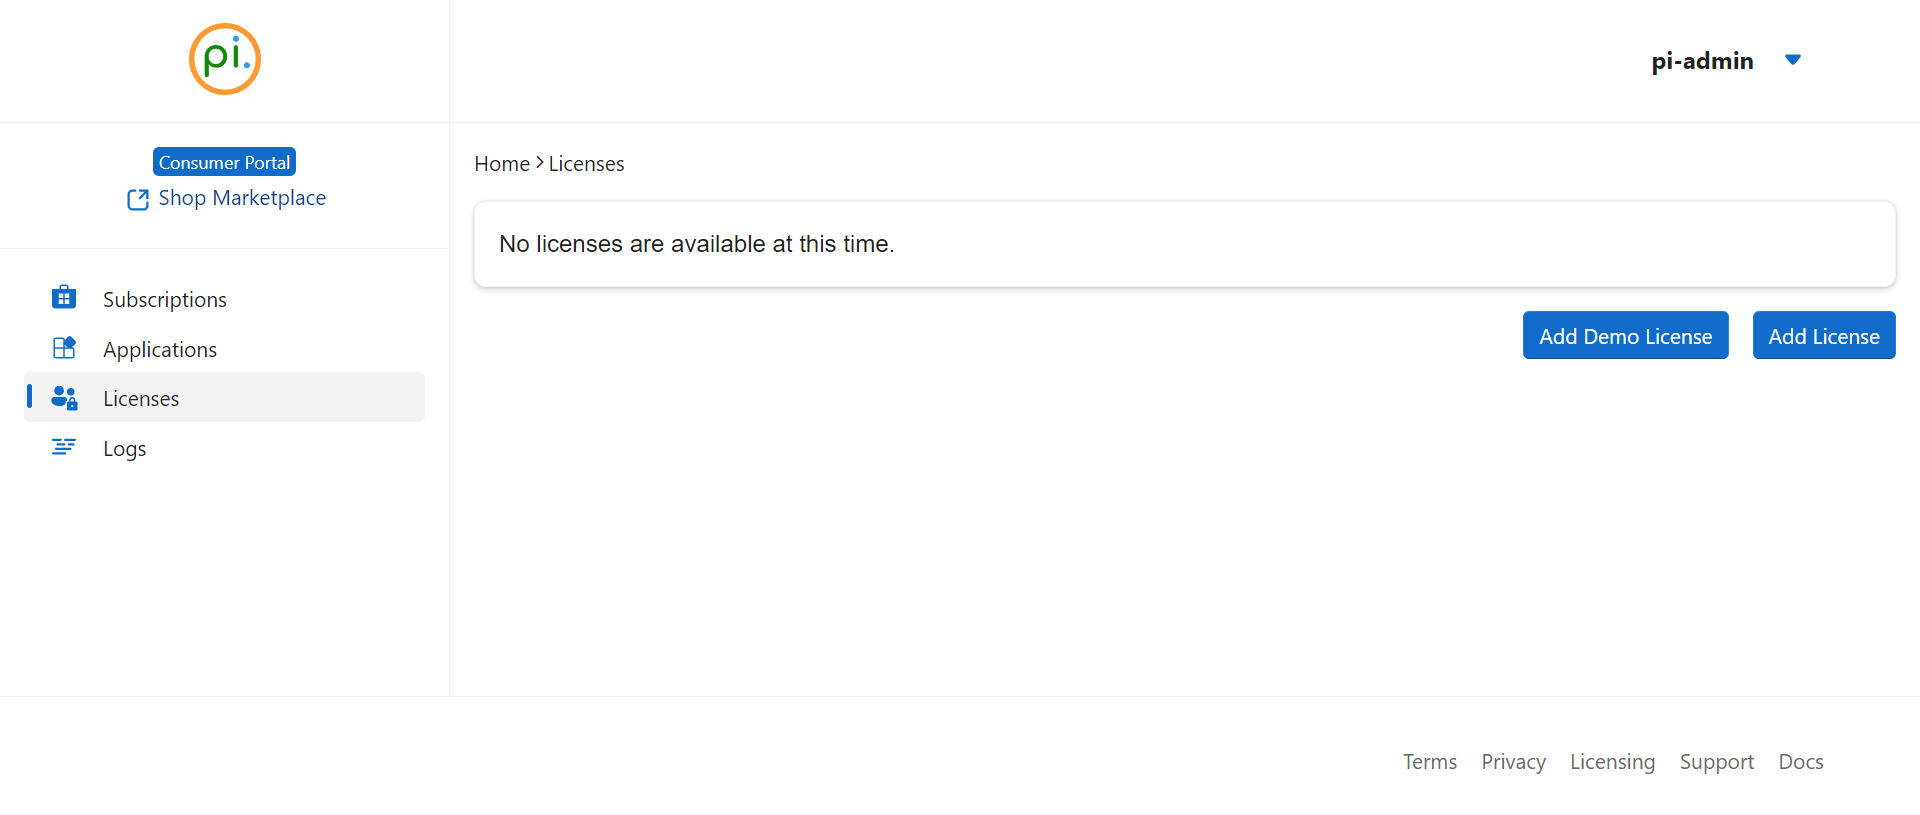 pi.
pi-admin
Consumer Portal
Shop Marketplace
Home > Licenses
No licenses are available at this time.
Add Demo License
Add License
Subscriptions
Applications
Licenses
Logs
Terms
Privacy
Licensing
Support
Docs